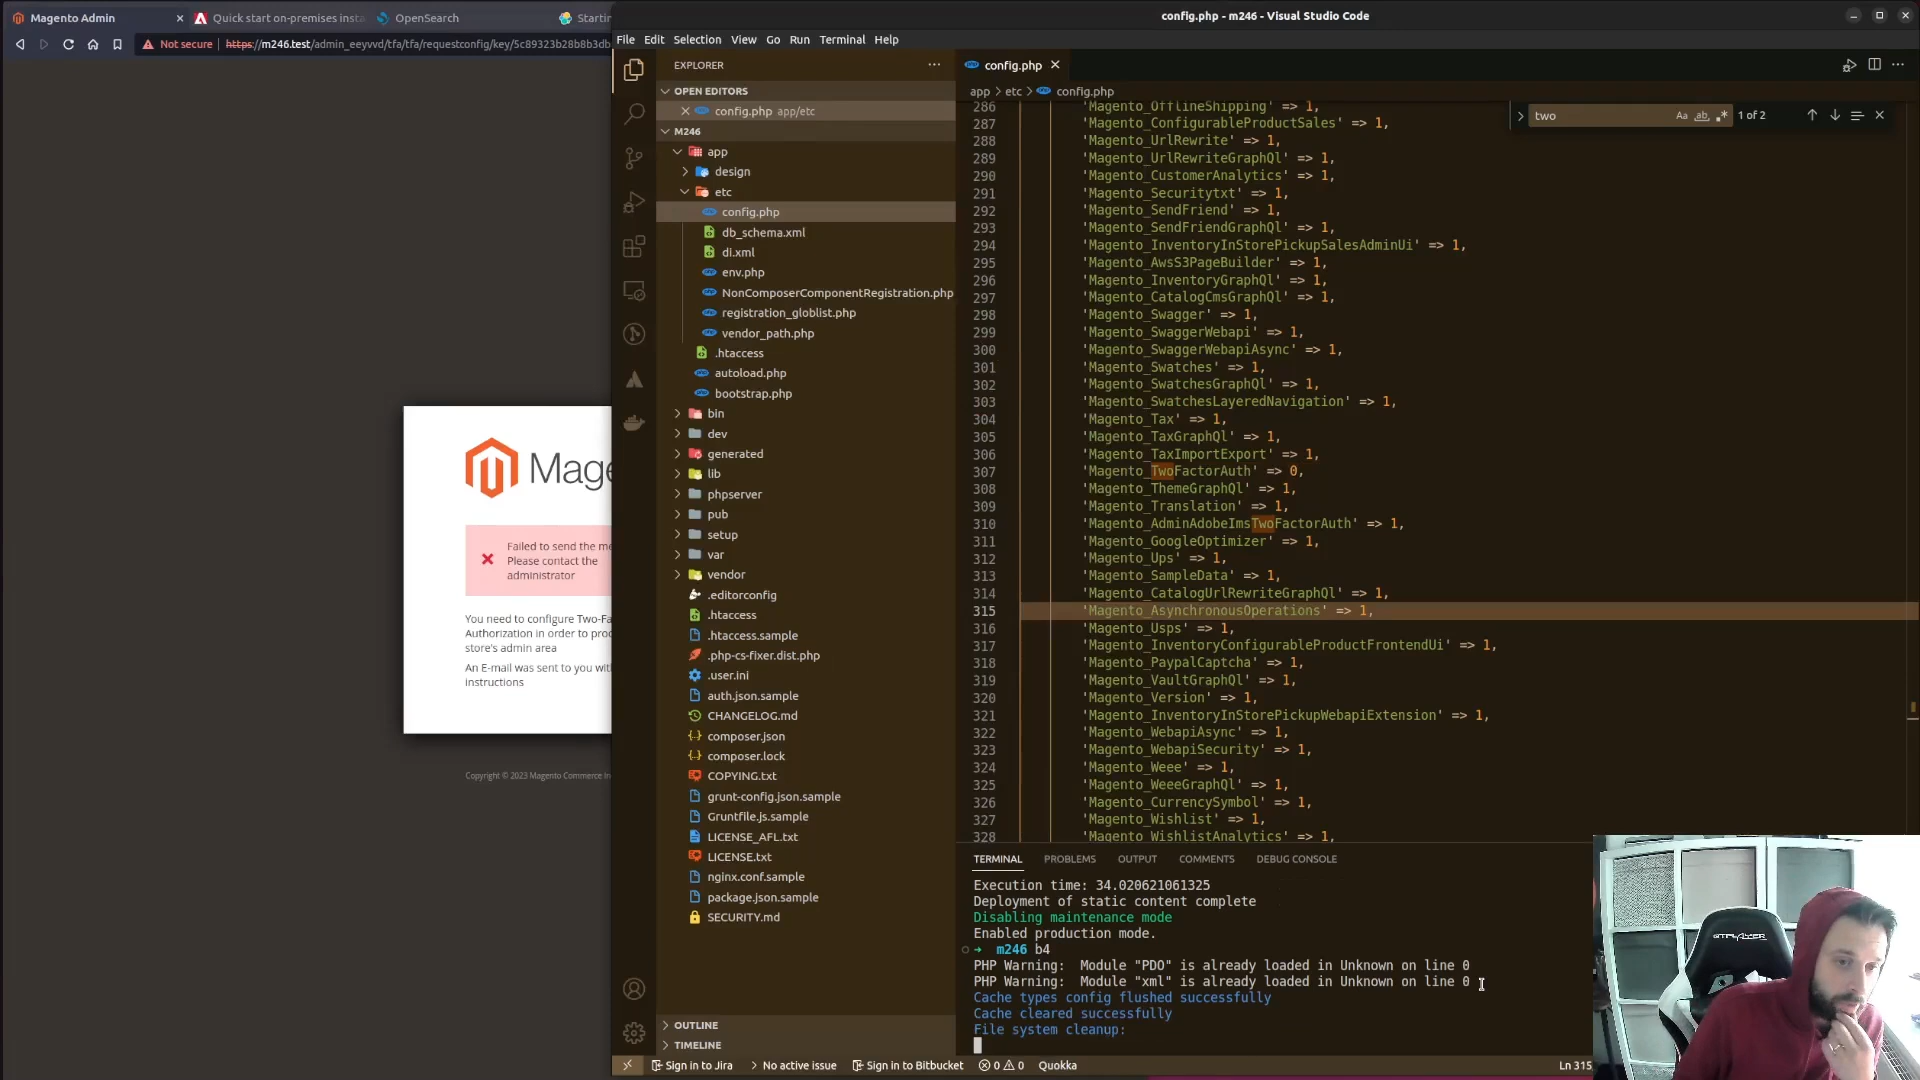 Magento Admin
Quick start on-premises insta
OpenSearch
Startin
Not secure
https://m246.test/admin_eeyvvd/tfa/tfa/requestconfig/key/5c89323b28b8b3db
Mage
Failed to send the me
Please contact the
administrator
You need to configure Two-Fa
Authorization in order to proc
store's admin area
An E-mail was sent to you wit
instructions
Copyright © 2023 Magento Commerce In
config.php - m246 - Visual Studio Code
File Edit Selection View Go Run Terminal Help
EXPLORER
OPEN EDITORS
config.php app/etc
M246
app
design
etc
config.php
db_schema.xml
di.xml
env.php
NonComposerComponentRegistration.php
registration_globlist.php
vendor_path.php
.htaccess
autoload.php
bootstrap.php
bin
dev
generated
lib
phpserver
pub
setup
var
vendor
.editorconfig
.htaccess
.htaccess.sample
.php-cs-fixer.dist.php
.user.ini
auth.json.sample
CHANGELOG.md
composer.json
composer.lock
COPYING.txt
grunt-config.json.sample
Gruntfile.js.sample
LICENSE_AFL.txt
LICENSE.txt
nginx.conf.sample
package.json.sample
SECURITY.md
OUTLINE
TIMELINE
config.php
app > etc > config.php
two
Aa ab .*
1 of 2
286 'Magento_OfflineShipping' => 1,
287 'Magento_ConfigurableProductSales' => 1,
288 'Magento_UrlRewrite' => 1,
289 'Magento_UrlRewriteGraphQl' => 1,
290 'Magento_CustomerAnalytics' => 1,
291 'Magento_Securitytxt' => 1,
292 'Magento_SendFriend' => 1,
293 'Magento_SendFriendGraphQl' => 1,
294 'Magento_InventoryInStorePickupSalesAdminUi' => 1,
295 'Magento_AwsS3PageBuilder' => 1,
296 'Magento_InventoryGraphQl' => 1,
297 'Magento_CatalogCmsGraphQl' => 1,
298 'Magento_Swagger' => 1,
299 'Magento_SwaggerWebapi' => 1,
300 'Magento_SwaggerWebapiAsync' => 1,
301 'Magento_Swatches' => 1,
302 'Magento_SwatchesGraphQl' => 1,
303 'Magento_SwatchesLayeredNavigation' => 1,
304 'Magento_Tax' => 1,
305 'Magento_TaxGraphQl' => 1,
306 'Magento_TaxImportExport' => 1,
307 'Magento_TwoFactorAuth' => 0,
308 'Magento_ThemeGraphQl' => 1,
309 'Magento_Translation' => 1,
310 'Magento_AdminAdobeImsTwoFactorAuth' => 1,
311 'Magento_GoogleOptimizer' => 1,
312 'Magento_Ups' => 1,
313 'Magento_SampleData' => 1,
314 'Magento_CatalogUrlRewriteGraphQl' => 1,
315 'Magento_AsynchronousOperations' => 1,
316 'Magento_Usps' => 1,
317 'Magento_InventoryConfigurableProductFrontendUi' => 1,
318 'Magento_PaypalCaptcha' => 1,
319 'Magento_VaultGraphQl' => 1,
320 'Magento_Version' => 1,
321 'Magento_InventoryInStorePickupWebapiExtension' => 1,
322 'Magento_WebapiAsync' => 1,
323 'Magento_WebapiSecurity' => 1,
324 'Magento_Weee' => 1,
325 'Magento_WeeeGraphQl' => 1,
326 'Magento_CurrencySymbol' => 1,
327 'Magento_Wishlist' => 1,
328 'Magento_WishlistAnalytics' => 1,
TERMINAL PROBLEMS OUTPUT COMMENTS DEBUG CONSOLE
Execution time: 34.020621061325
Deployment of static content complete
Disabling maintenance mode
Enabled production mode.
→ m246 b4
PHP Warning: Module "PDO" is already loaded in Unknown on line 0
PHP Warning: Module "xml" is already loaded in Unknown on line 0
Cache types config flushed successfully
Cache cleared successfully
File system cleanup:
Sign in to Jira
No active issue
Sign in to Bitbucket
0 0
Quokka
Ln 315